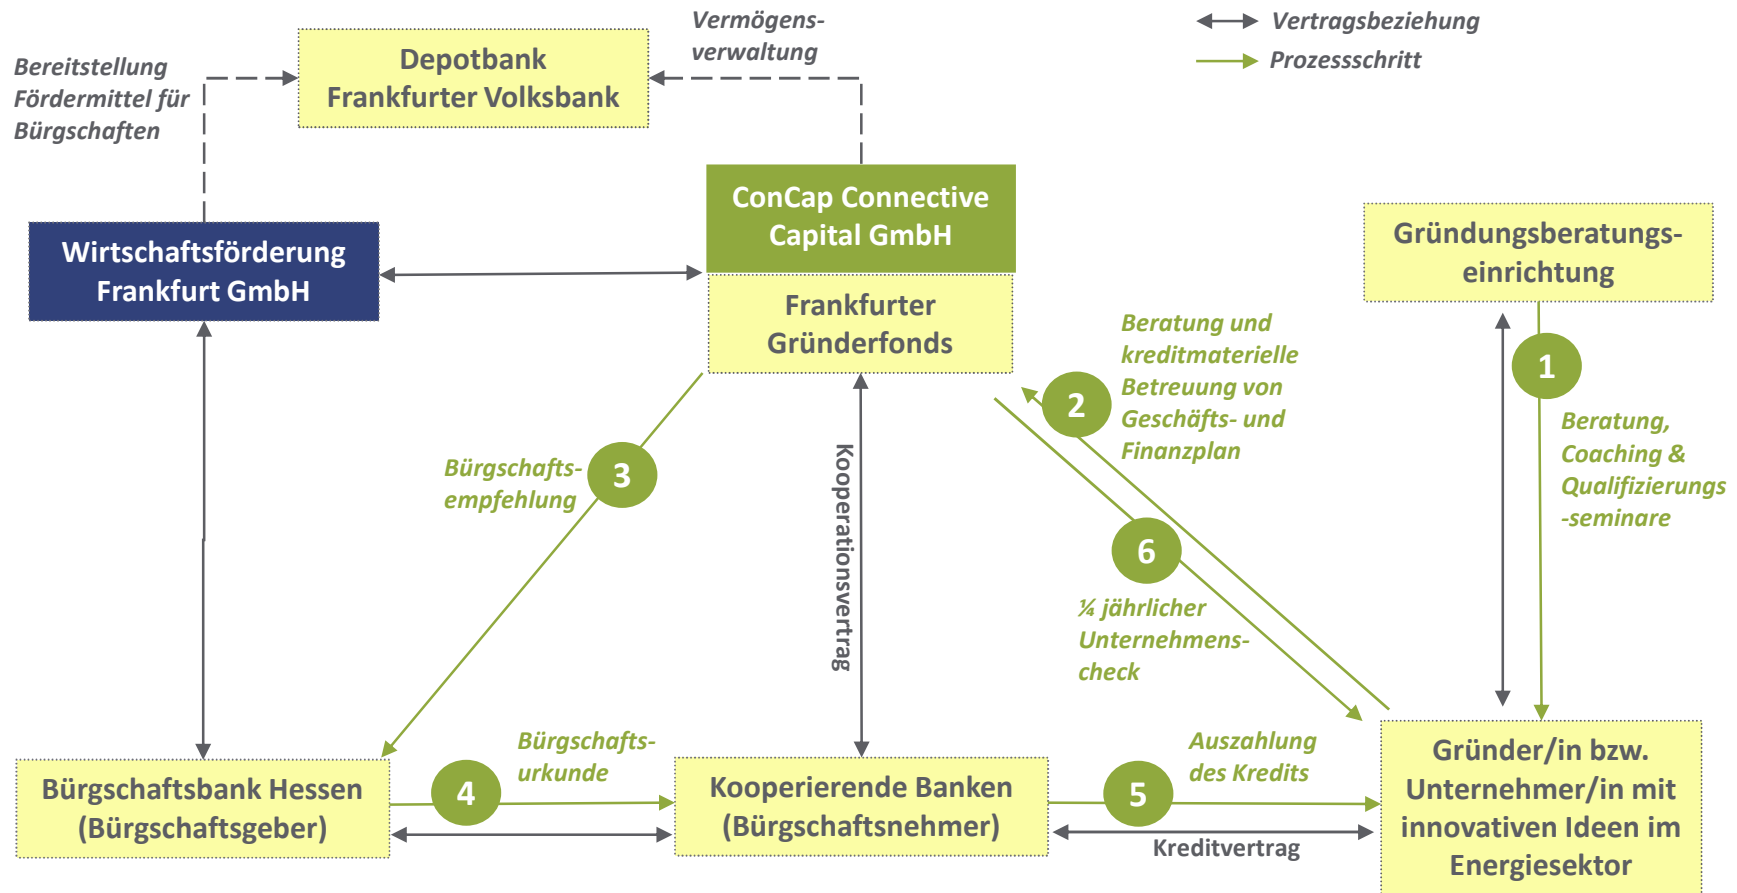 Vermögens-
verwaltung
Vertragsbeziehung
Prozessschritt
Bereitstellung
Fördermittel für
Bürgschaften
Depotbank
Frankfurter Volksbank
ConCap Connective
Capital GmbH
Wirtschaftsförderung
Frankfurt GmbH
Frankfurter
Gründerfonds
Gründungsberatungs-
einrichtung
1
Beratung,
Coaching &
Qualifizierungs
-seminare
2
Beratung und
kreditmaterielle
Betreuung von
Geschäfts- und
Finanzplan
3
Bürgschafts-
empfehlung
Kooperationsvertrag
6
¼ jährlicher
Unternehmens-
check
Bürgschaftsbank Hessen
(Bürgschaftsgeber)
4
Bürgschafts-
urkunde
Kooperierende Banken
(Bürgschaftsnehmer)
5
Auszahlung
des Kredits
Kreditvertrag
Gründer/in bzw.
Unternehmer/in mit
innovativen Ideen im
Energiesektor